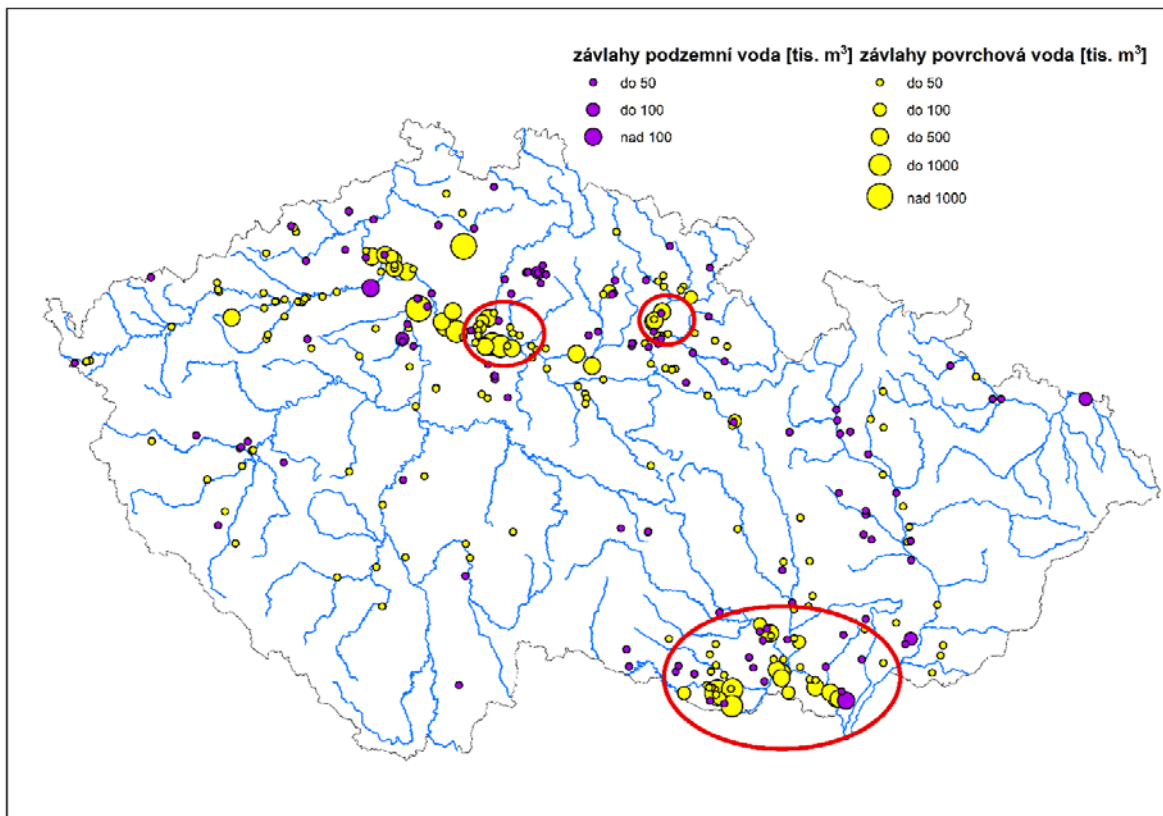 závlahy podzemní voda [tis. m³]
do 50
do 100
nad 100
závlahy povrchová voda [tis. m³]
do 50
do 100
do 500
do 1000
nad 1000